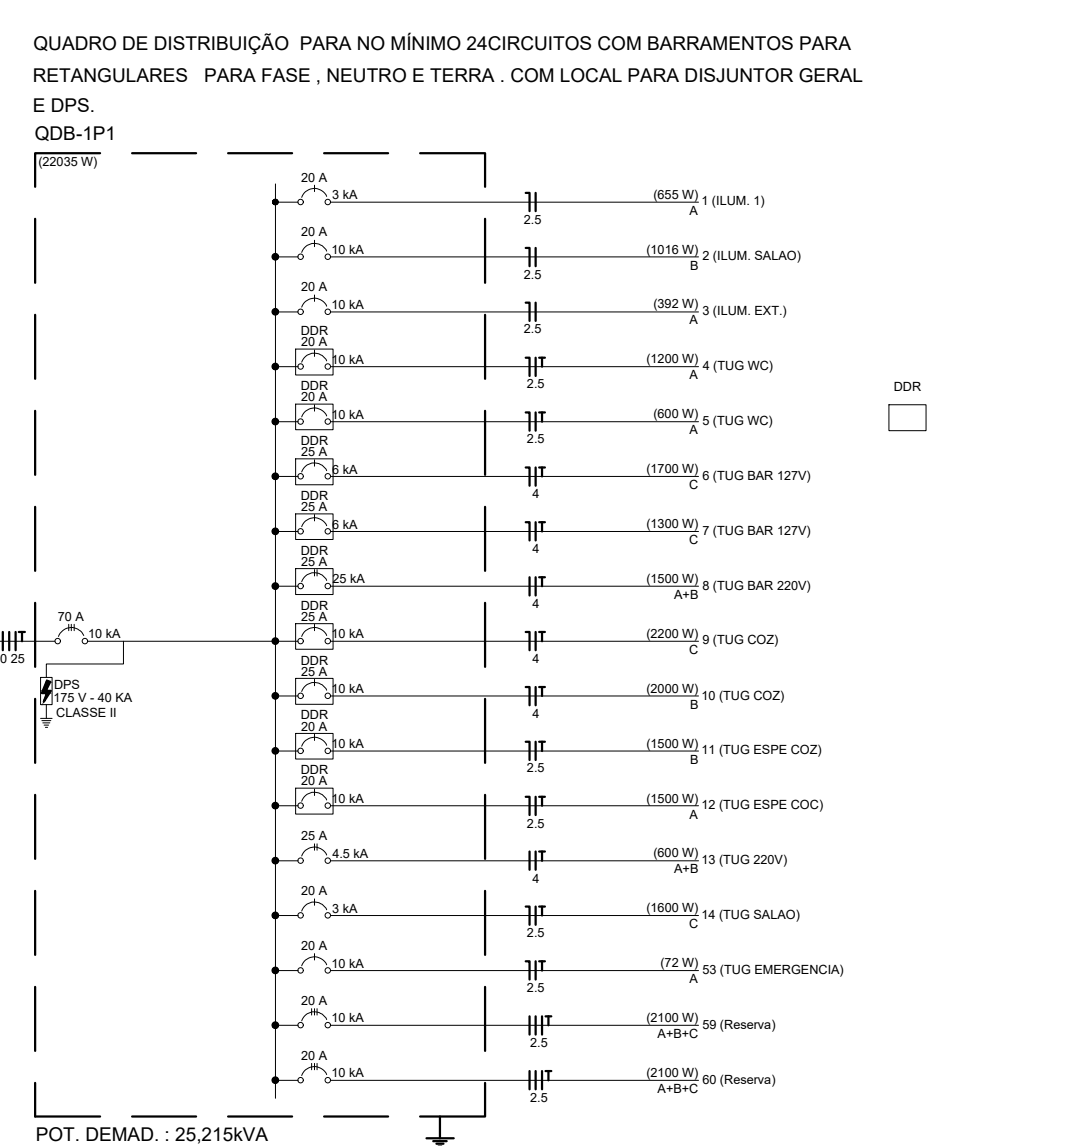 QUADRO DE DISTRIBUIÇÃO PARA NO MÍNIMO 24CIRCUITOS COM BARRAMENTOS PARA
RETANGULARES PARA FASE , NEUTRO E TERRA . COM LOCAL PARA DISJUNTOR GERAL
E DPS.
QDB-1P1
(22035 W)
20 A
3 kA
2.5
(655 W)
A
1 (ILUM. 1)
20 A
10 kA
2.5
(1016 W)
B
2 (ILUM. SALAO)
20 A
10 kA
2.5
(392 W)
A
3 (ILUM. EXT.)
DDR
20 A
10 kA
T
2.5
(1200 W)
A
4 (TUG WC)
DDR
DDR
20 A
10 kA
T
2.5
(600 W)
A
5 (TUG WC)
DDR
25 A
6 kA
T
4
(1700 W)
C
6 (TUG BAR 127V)
DDR
25 A
6 kA
T
4
(1300 W)
C
7 (TUG BAR 127V)
DDR
25 A
25 kA
T
4
(1500 W)
A+B
8 (TUG BAR 220V)
T
0 25
70 A
10 kA
DPS
175 V - 40 KA
CLASSE II
DDR
25 A
10 kA
T
4
(2200 W)
C
9 (TUG COZ)
DDR
25 A
10 kA
T
4
(2000 W)
B
10 (TUG COZ)
DDR
20 A
10 kA
T
2.5
(1500 W)
B
11 (TUG ESPE COZ)
DDR
20 A
10 kA
T
2.5
(1500 W)
A
12 (TUG ESPE COC)
25 A
4.5 kA
T
4
(600 W)
A+B
13 (TUG 220V)
20 A
3 kA
T
2.5
(1600 W)
C
14 (TUG SALAO)
20 A
10 kA
T
2.5
(72 W)
A
53 (TUG EMERGENCIA)
20 A
10 kA
T
2.5
(2100 W)
A+B+C
59 (Reserva)
20 A
10 kA
T
2.5
(2100 W)
A+B+C
60 (Reserva)
POT. DEMAD. : 25,215kVA